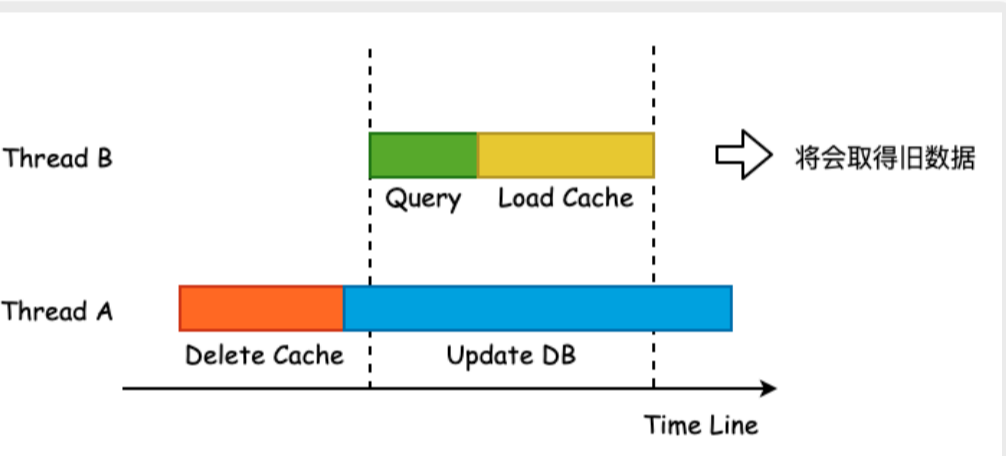 Thread B
将会取得旧数据
Query
Load Cache
Thread A
Delete Cache
Update DB
Time Line